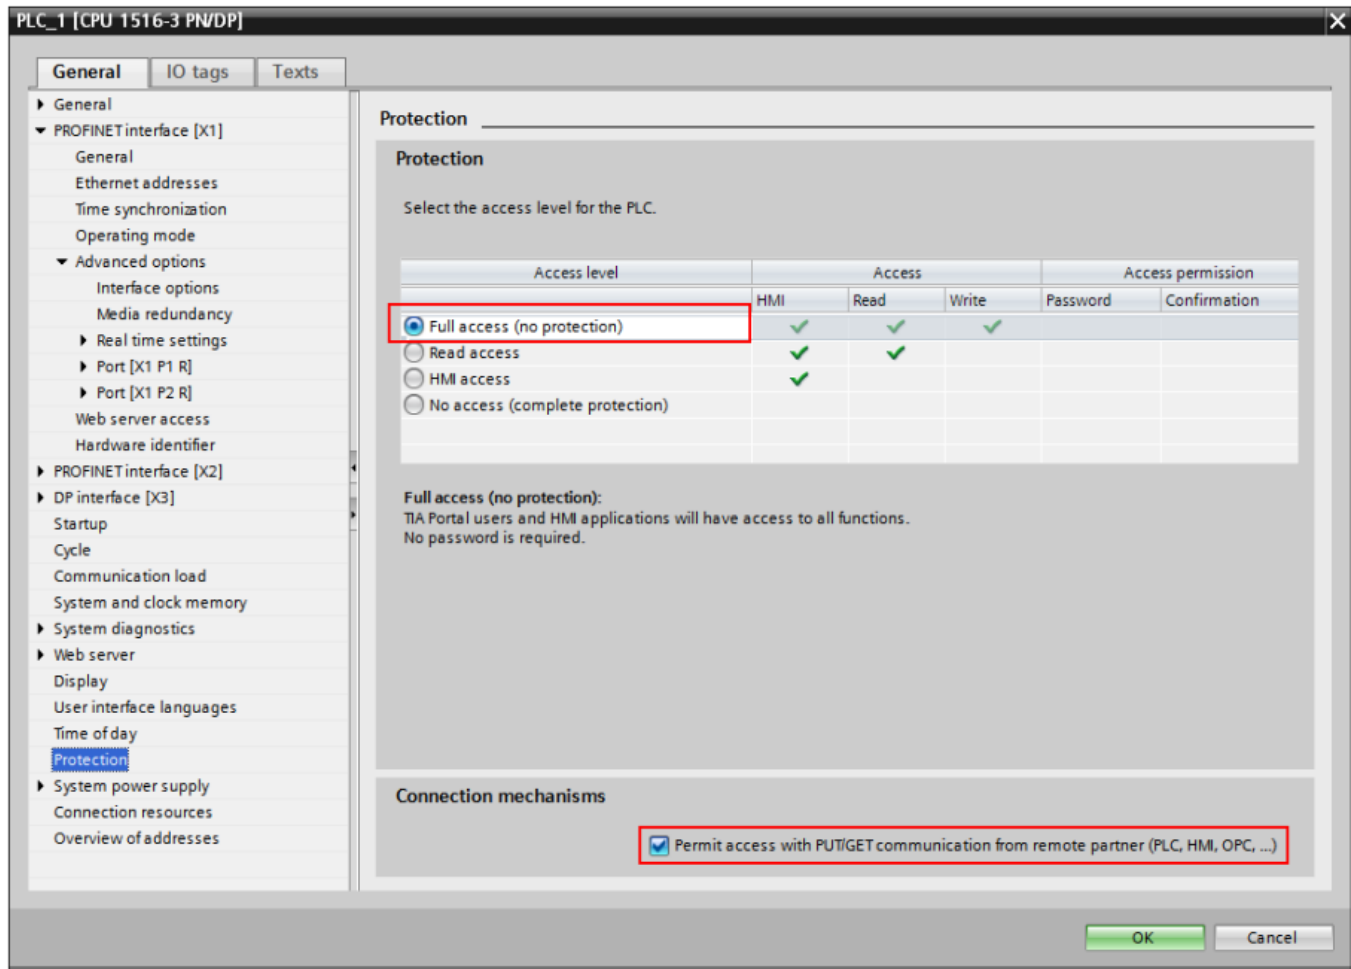 PLC_1 [CPU 1516-3 PN/DP]
General
IO tags
Texts
General
PROFINET interface [X1]
General
Ethernet addresses
Time synchronization
Operating mode
Advanced options
Interface options
Media redundancy
Real time settings
Port [X1 P1 R]
Port [X1 P2 R]
Web server access
Hardware identifier
PROFINET interface [X2]
DP interface [X3]
Startup
Cycle
Communication load
System and clock memory
System diagnostics
Web server
Display
User interface languages
Time of day
Protection
System power supply
Connection resources
Overview of addresses
Protection
Protection
Select the access level for the PLC.
Access level Access Access permission
HMI Read Write Password Confirmation
Full access (no protection)
Read access
HMI access
No access (complete protection)
Full access (no protection):
TIA Portal users and HMI applications will have access to all functions.
No password is required.
Connection mechanisms
Permit access with PUT/GET communication from remote partner (PLC, HMI, OPC, ...)
OK Cancel